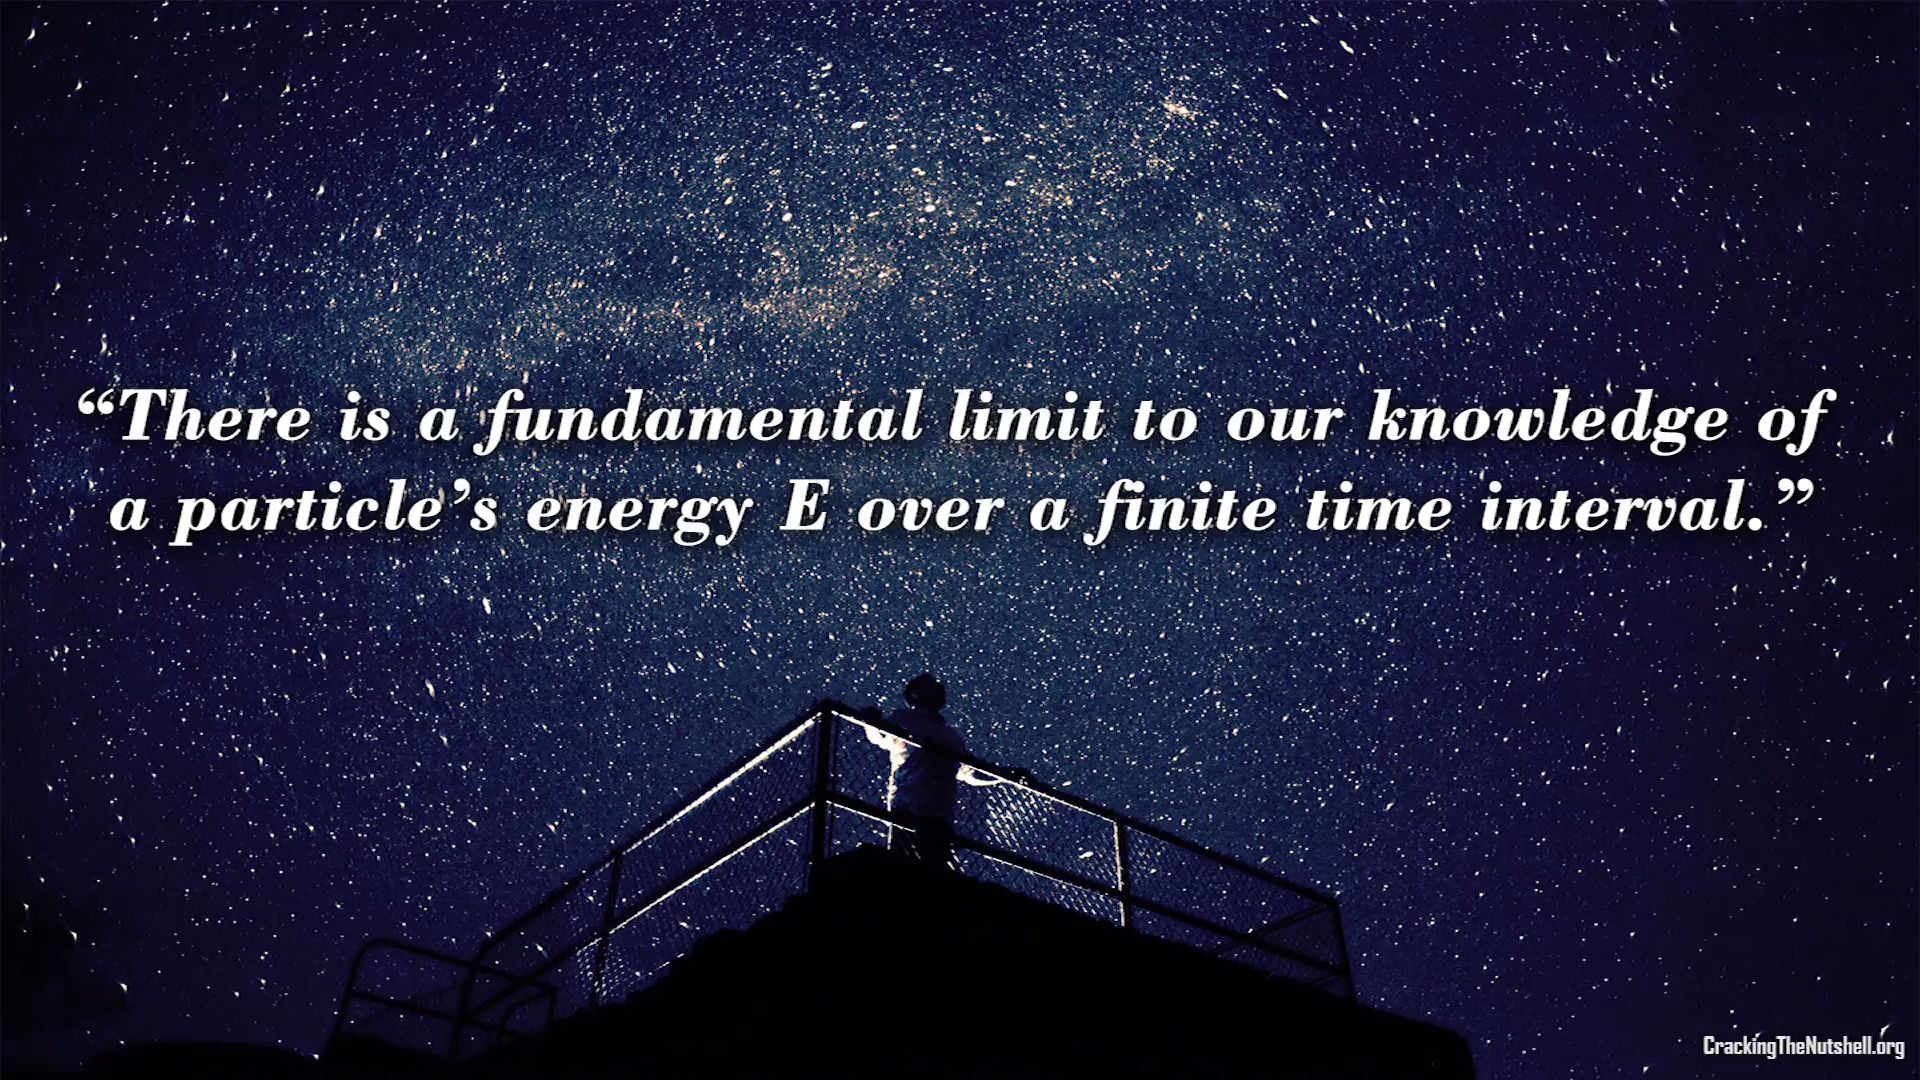 “There is a fundamental limit to our knowledge of
a particle’s energy E over a finite time interval.”
CrackingTheNutshell.org